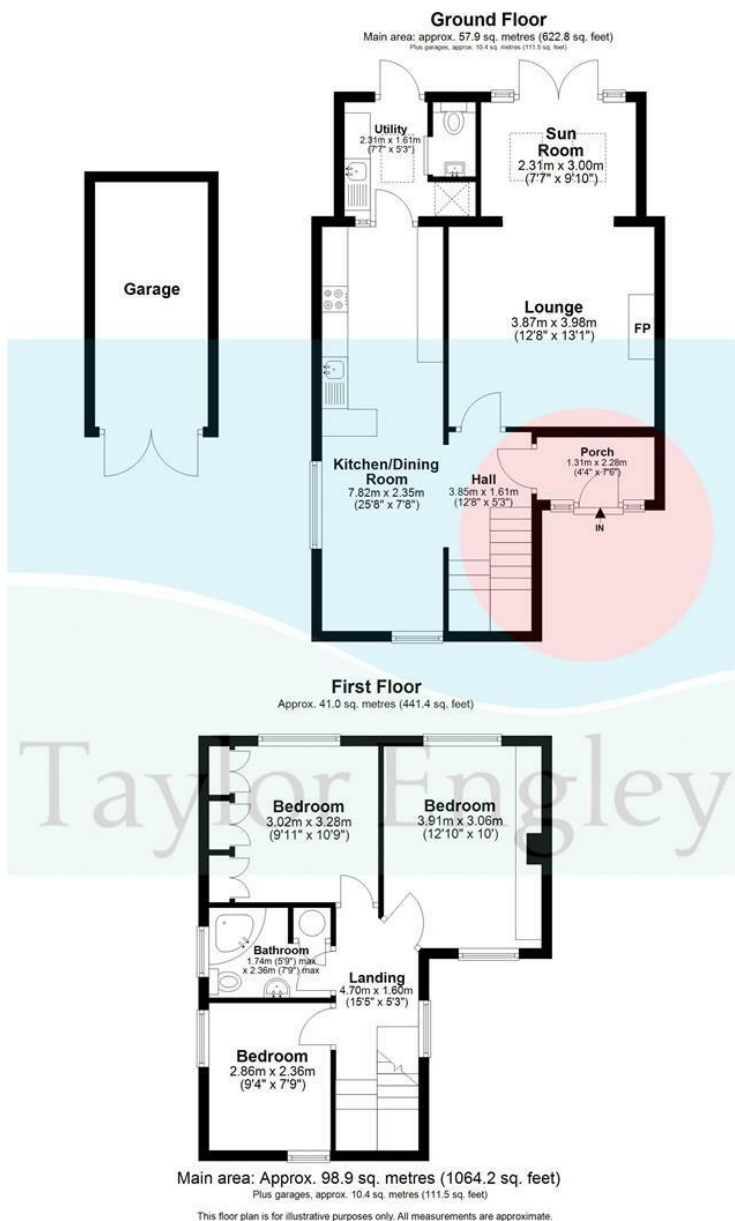 Ground Floor
Main area: approx. 57.9 sq. metres (622.8 sq. feet)
Plus garages, approx. 10.4 sq. metres (111.5 sq. feet)
Utility
2.31m x 1.61m
(7'7" x 5'3")
Sun
Room
2.31m x 3.00m
(7'7" x 9'10")
Garage
Lounge
3.87m x 3.98m
(12'8" x 13'1")
FP
Kitchen/Dining
Room
7.82m x 2.35m
(25'8" x 7'8")
Hall
3.85m x 1.61m
(12'8" x 5'3")
Porch
1.31m x 2.28m
(4'4" x 7'6")
IN
First Floor
Approx. 41.0 sq. metres (441.4 sq. feet)
Taylor Engley
Bedroom
3.02m x 3.28m
(9'11" x 10'9")
Bedroom
3.91m x 3.06m
(12'10" x 10')
Bathroom
1.74m (5'9") max
x 2.36m (7'9") max
Landing
4.70m x 1.60m
(15'5" x 5'3")
Bedroom
2.86m x 2.36m
(9'4" x 7'9")
Main area: Approx. 98.9 sq. metres (1064.2 sq. feet)
Plus garages, approx. 10.4 sq. metres (111.5 sq. feet)
This floor plan is for illustrative purposes only. All measurements are approximate.